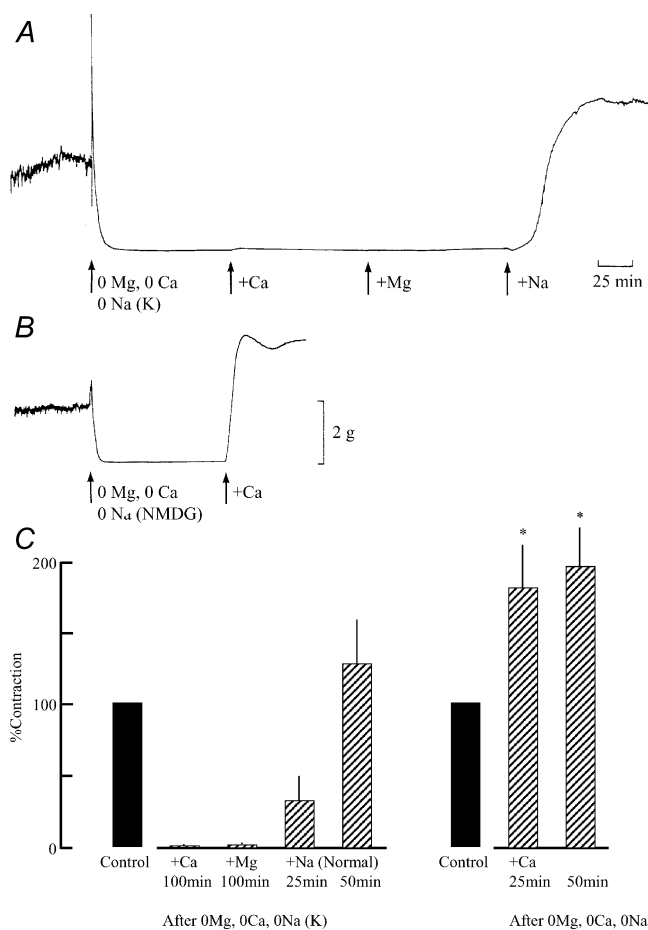 A
0 Mg, 0 Ca
0 Na (K)
+Ca
+Mg
+Na
25 min
B
2 g
0 Mg, 0 Ca
0 Na (NMDG)
+Ca
C
* *
%Contraction
200
100
0
Control +Ca +Mg +Na (Normal) Control +Ca
100min 100min 25min 50min 25min 50min
After 0Mg, 0Ca, 0Na (K) After 0Mg, 0Ca, 0Na